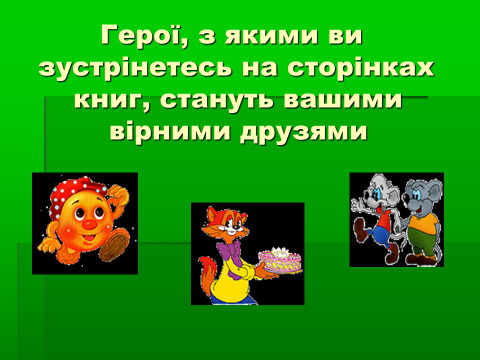 Герої, з якими ви
зустрінетесь на сторінках
книг, стануть вашими
вірними друзями